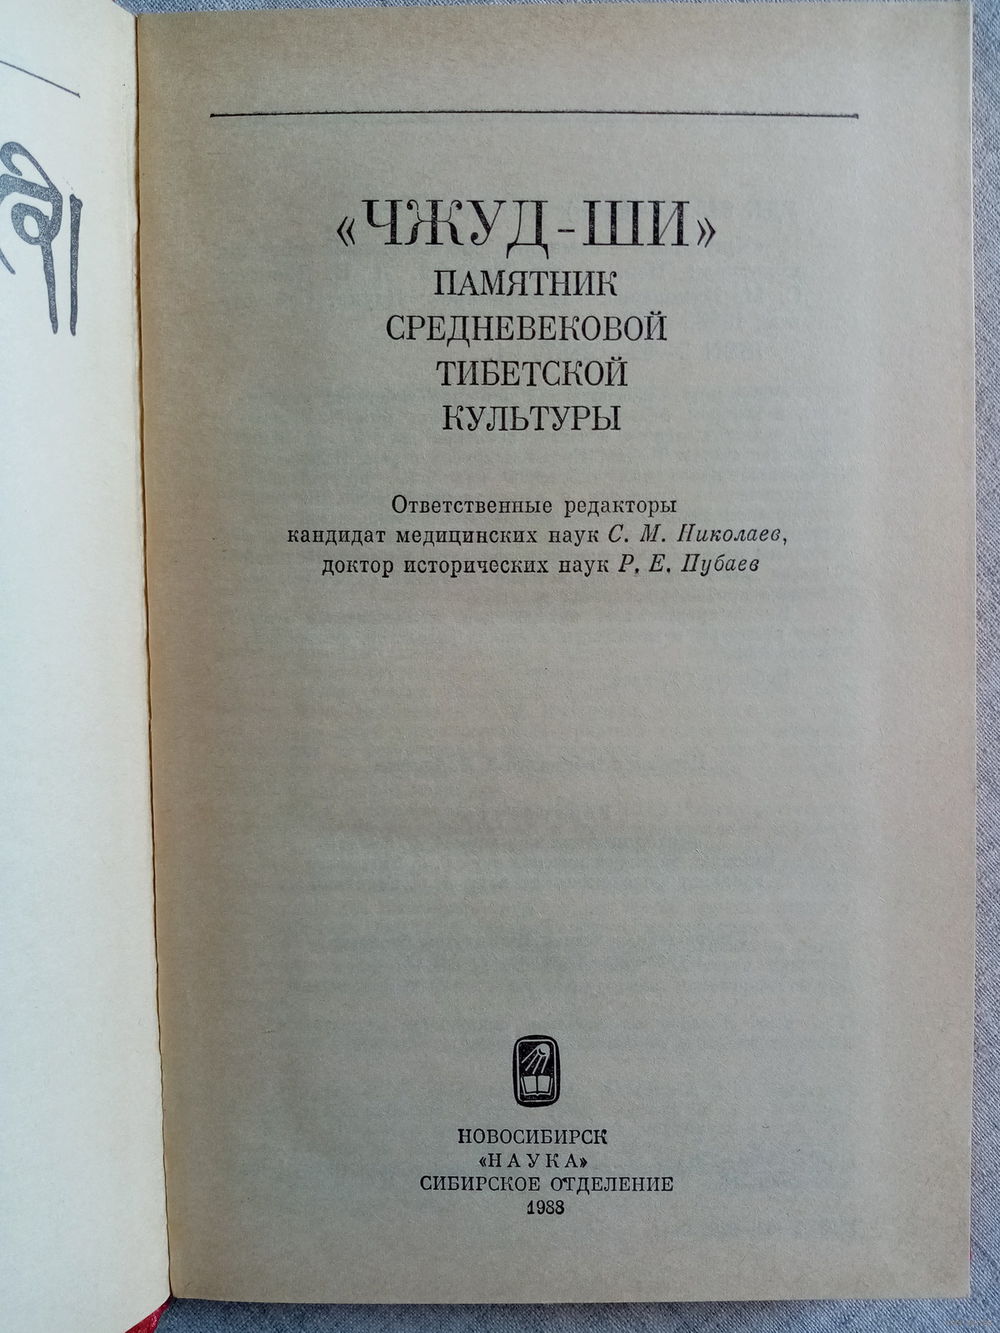 «ЧЖУД-ШИ»
ПАМЯТНИК
СРЕДНЕВЕКОВОЙ
ТИБЕТСКОЙ
КУЛЬТУРЫ
Ответственные редакторы
кандидат медицинских наук С. М. Николаев,
доктор исторических наук Р. Е. Пубаев
НОВОСИБИРСК
«НАУКА»
СИБИРСКОЕ ОТДЕЛЕНИЕ
1988